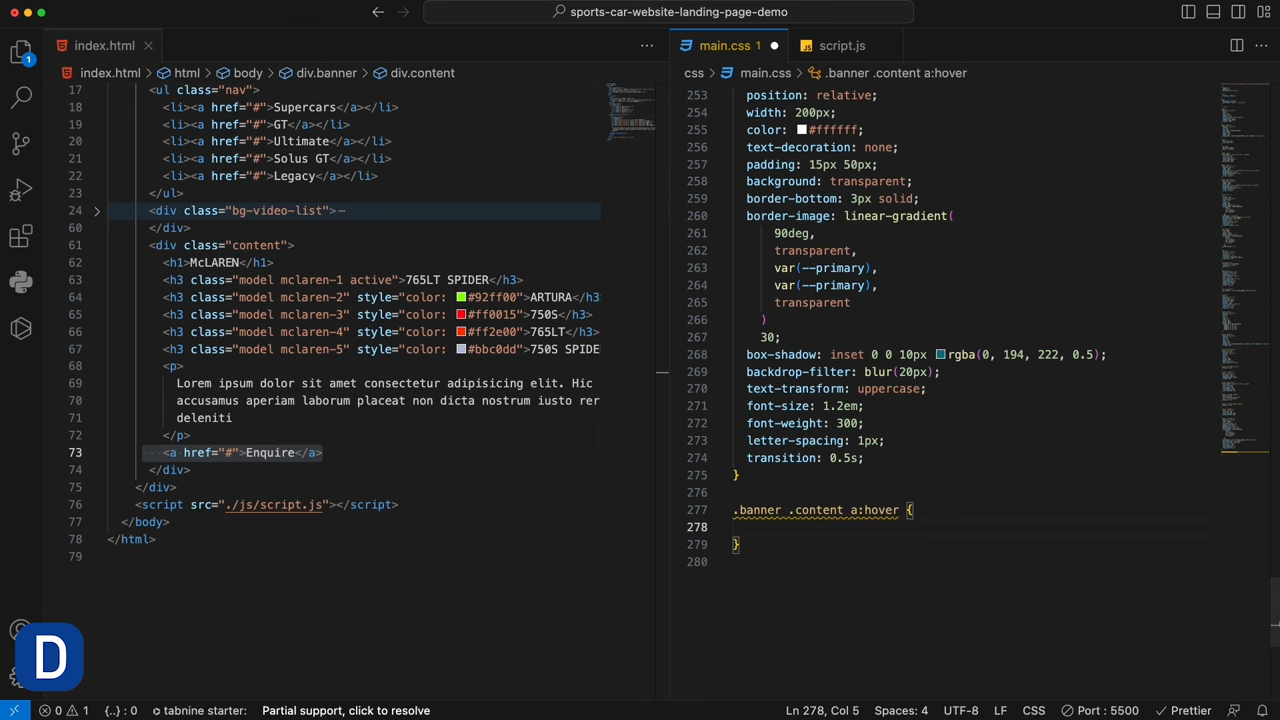 sports-car-website-landing-page-demo
index.html
main.css 1
script.js
index.html > html > body > div.banner > div.content
css > main.css > .banner .content a:hover
1
17 <ul class="nav">
18 <li><a href="#">Supercars</a></li>
19 <li><a href="#">GT</a></li>
20 <li><a href="#">Ultimate</a></li>
21 <li><a href="#">Solus GT</a></li>
22 <li><a href="#">Legacy</a></li>
23 </ul>
24 <div class="bg-video-list">⋯
60 </div>
61 <div class="content">
62 <h1>McLAREN</h1>
63 <h3 class="model mclaren-1 active">765LT SPIDER</h3>
64 <h3 class="model mclaren-2" style="color: #92ff00">ARTURA</h3
65 <h3 class="model mclaren-3" style="color: #ff0015">750S</h3>
66 <h3 class="model mclaren-4" style="color: #ff2e00">765LT</h3>
67 <h3 class="model mclaren-5" style="color: #bbc0dd">750S SPIDE
68 <p>
69 Lorem ipsum dolor sit amet consectetur adipisicing elit. Hic
70 accusamus aperiam laborum placeat non dicta nostrum iusto rer
71 deleniti
72 </p>
73 <a href="#">Enquire</a>
74 </div>
75 </div>
76 <script src="./js/script.js"></script>
77 </body>
78 </html>
79
253 position: relative;
254 width: 200px;
255 color: #ffffff;
256 text-decoration: none;
257 padding: 15px 50px;
258 background: transparent;
259 border-bottom: 3px solid;
260 border-image: linear-gradient(
261 90deg,
262 transparent,
263 var(--primary),
264 var(--primary),
265 transparent
266 )
267 30;
268 box-shadow: inset 0 0 10px rgba(0, 194, 222, 0.5);
269 backdrop-filter: blur(20px);
270 text-transform: uppercase;
271 font-size: 1.2em;
272 font-weight: 300;
273 letter-spacing: 1px;
274 transition: 0.5s;
275 }
276
277 .banner .content a:hover {
278
279 }
280
D
0 1 {..} : 0 tabnine starter: Partial support, click to resolve Ln 278, Col 5 Spaces: 4 UTF-8 LF CSS Port : 5500 Prettier